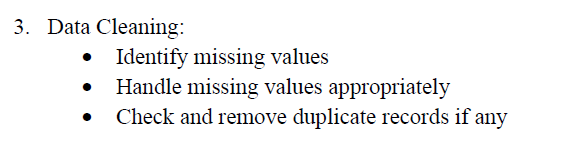 3. Data Cleaning:
• Identify missing values
• Handle missing values appropriately
• Check and remove duplicate records if any